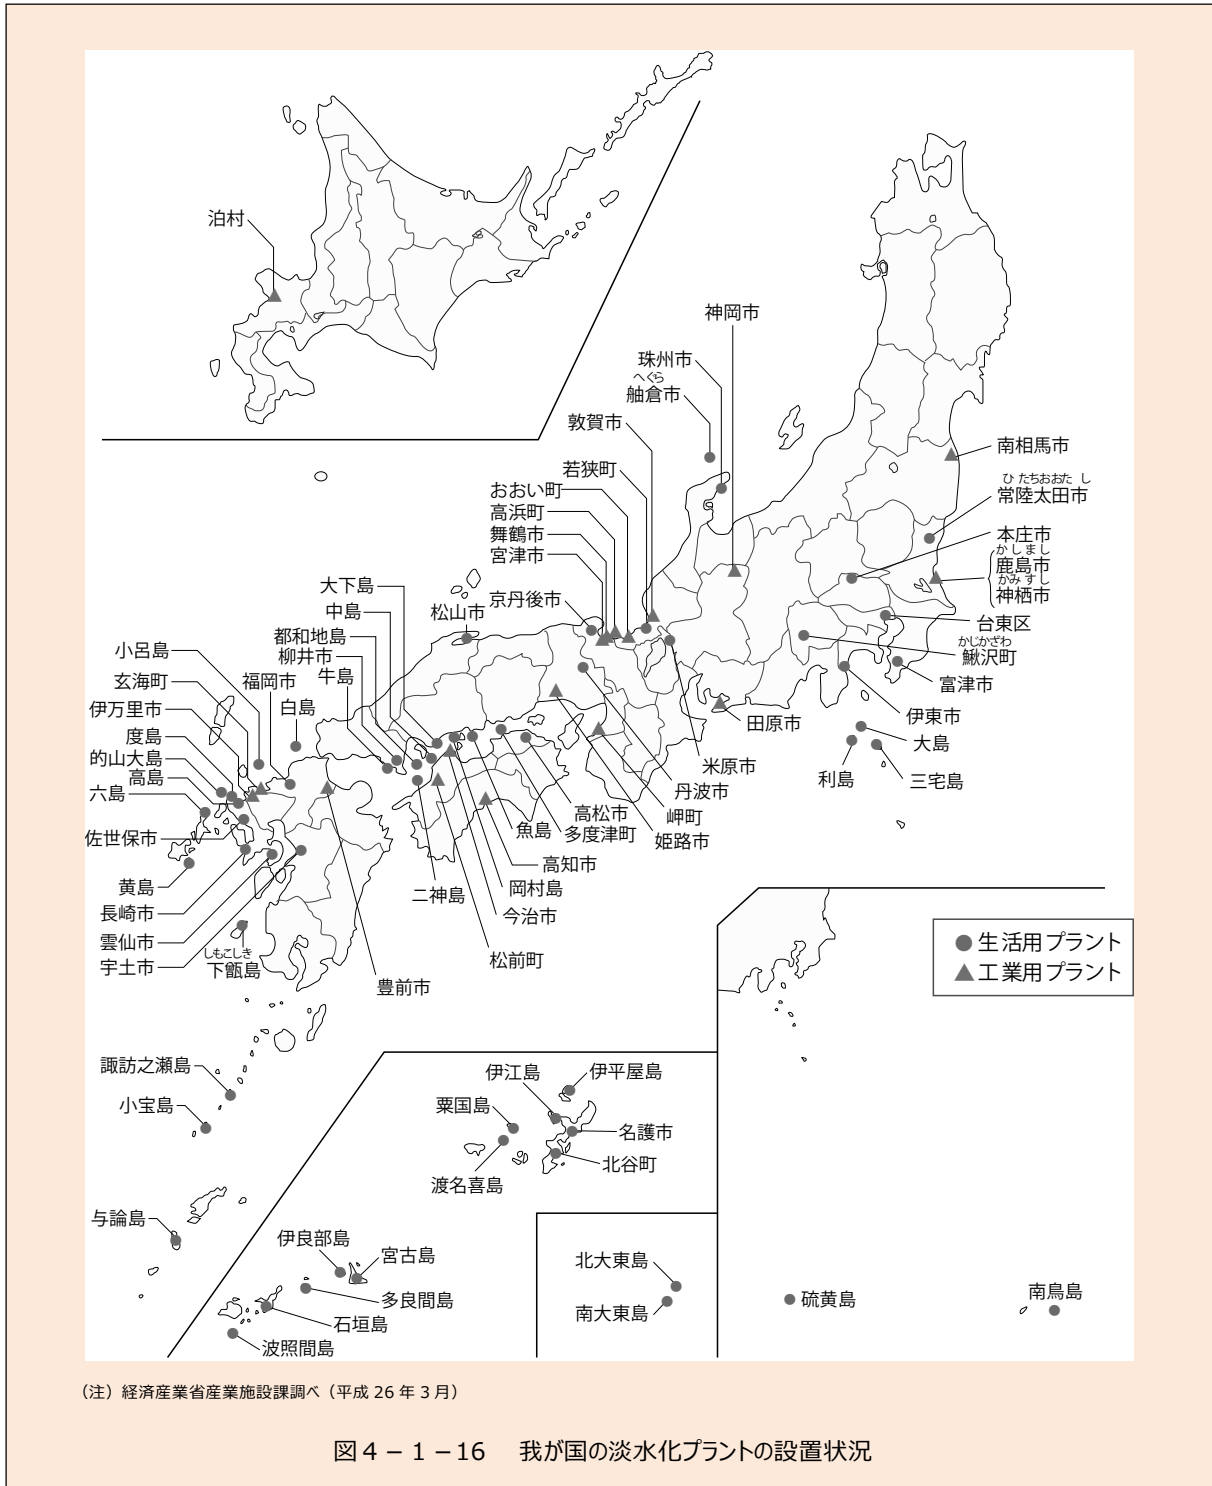 泊村
神岡市
珠州市
へぐら
舳倉市
敦賀市
若狭町
おおい町
高浜町
舞鶴市
宮津市
京丹後市
南相馬市
ひたちおおたし
常陸太田市
本庄市
かしまし
鹿島市
かみすし
神栖市
台東区
かじかざわ
鰍沢町
富津市
伊東市
大島
利島
三宅島
田原市
米原市
丹波市
岬町
姫路市
大下島
中島
都和地島
柳井市
牛島
松山市
小呂島
玄海町
伊万里市
度島
的山大島
高島
六島
福岡市
白島
佐世保市
黄島
長崎市
雲仙市
宇土市
しもこしき
下甑島
豊前市
二神島
高松市
多度津町
魚島
高知市
岡村島
今治市
松前町
諏訪之瀬島
小宝島
与論島
伊江島
伊平屋島
粟国島
名護市
北谷町
渡名喜島
伊良部島
宮古島
多良間島
石垣島
波照間島
北大東島
南大東島
硫黄島
南鳥島
生活用プラント
工業用プラント
（注）経済産業省産業施設課調べ（平成 26 年 3 月）
図４－１－16　我が国の淡水化プラントの設置状況